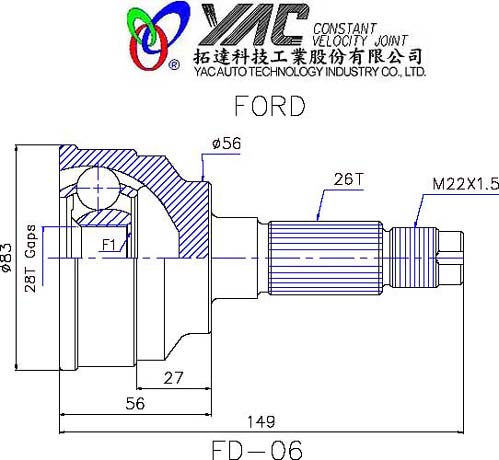 YAC CONSTANT
VELOCITY JOINT
拓達科技工業股份有限公司
YAC AUTO TECHNOLOGY INDUSTRY CO., LTD.
FORD
ø56
26T
M22X1.5
ø83
28T Gaps
F1
27
56
149
FD-06